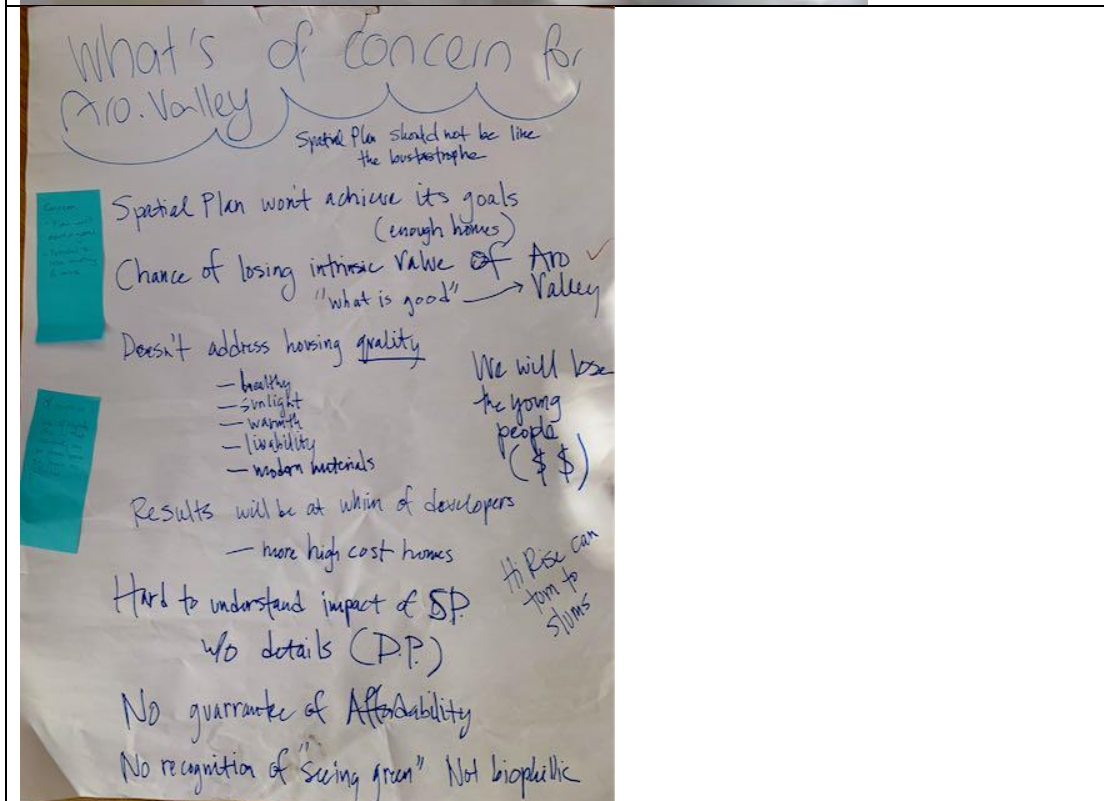 What's of concern for
Aro. Valley
Spatial Plan should not be like
the bustastrophe
Spatial Plan won't achieve its goals
(enough homes)
Chance of losing intrinsic value of Aro
Valley
"what is good"
Doesn't address housing quality
– healthy
– sunlight
– warmth
– livability
– modern materials
We will lose
the young
people
($ $)
Results will be at whim of developers
– more high cost homes
Hi Rise can
turn to
slums
Hard to understand impact of S.P.
w/o details (D.P.)
No guarrantee of Affordability
No recognition of "seeing green" Not biophillic
Concern